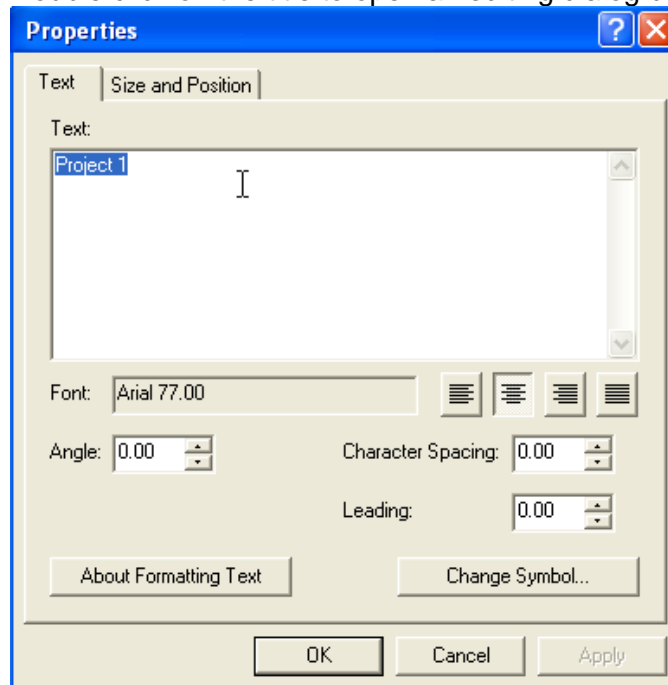 Properties
Text Size and Position
Text:
Project 1
Font: Arial 77.00
Angle: 0.00 Character Spacing: 0.00
Leading: 0.00
About Formatting Text Change Symbol...
OK Cancel Apply